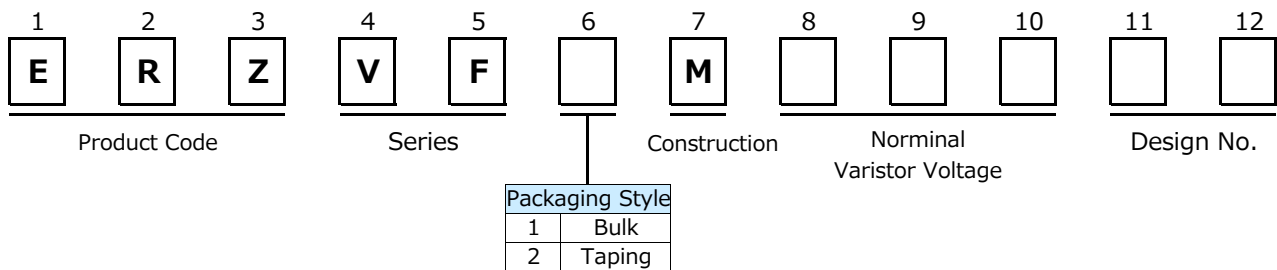 1 2 3 4 5 6 7 8 9 10 11 12
E R Z V F M
Product Code Series Construction Norminal Varistor Voltage Design No.
Packaging Style
1 Bulk
2 Taping